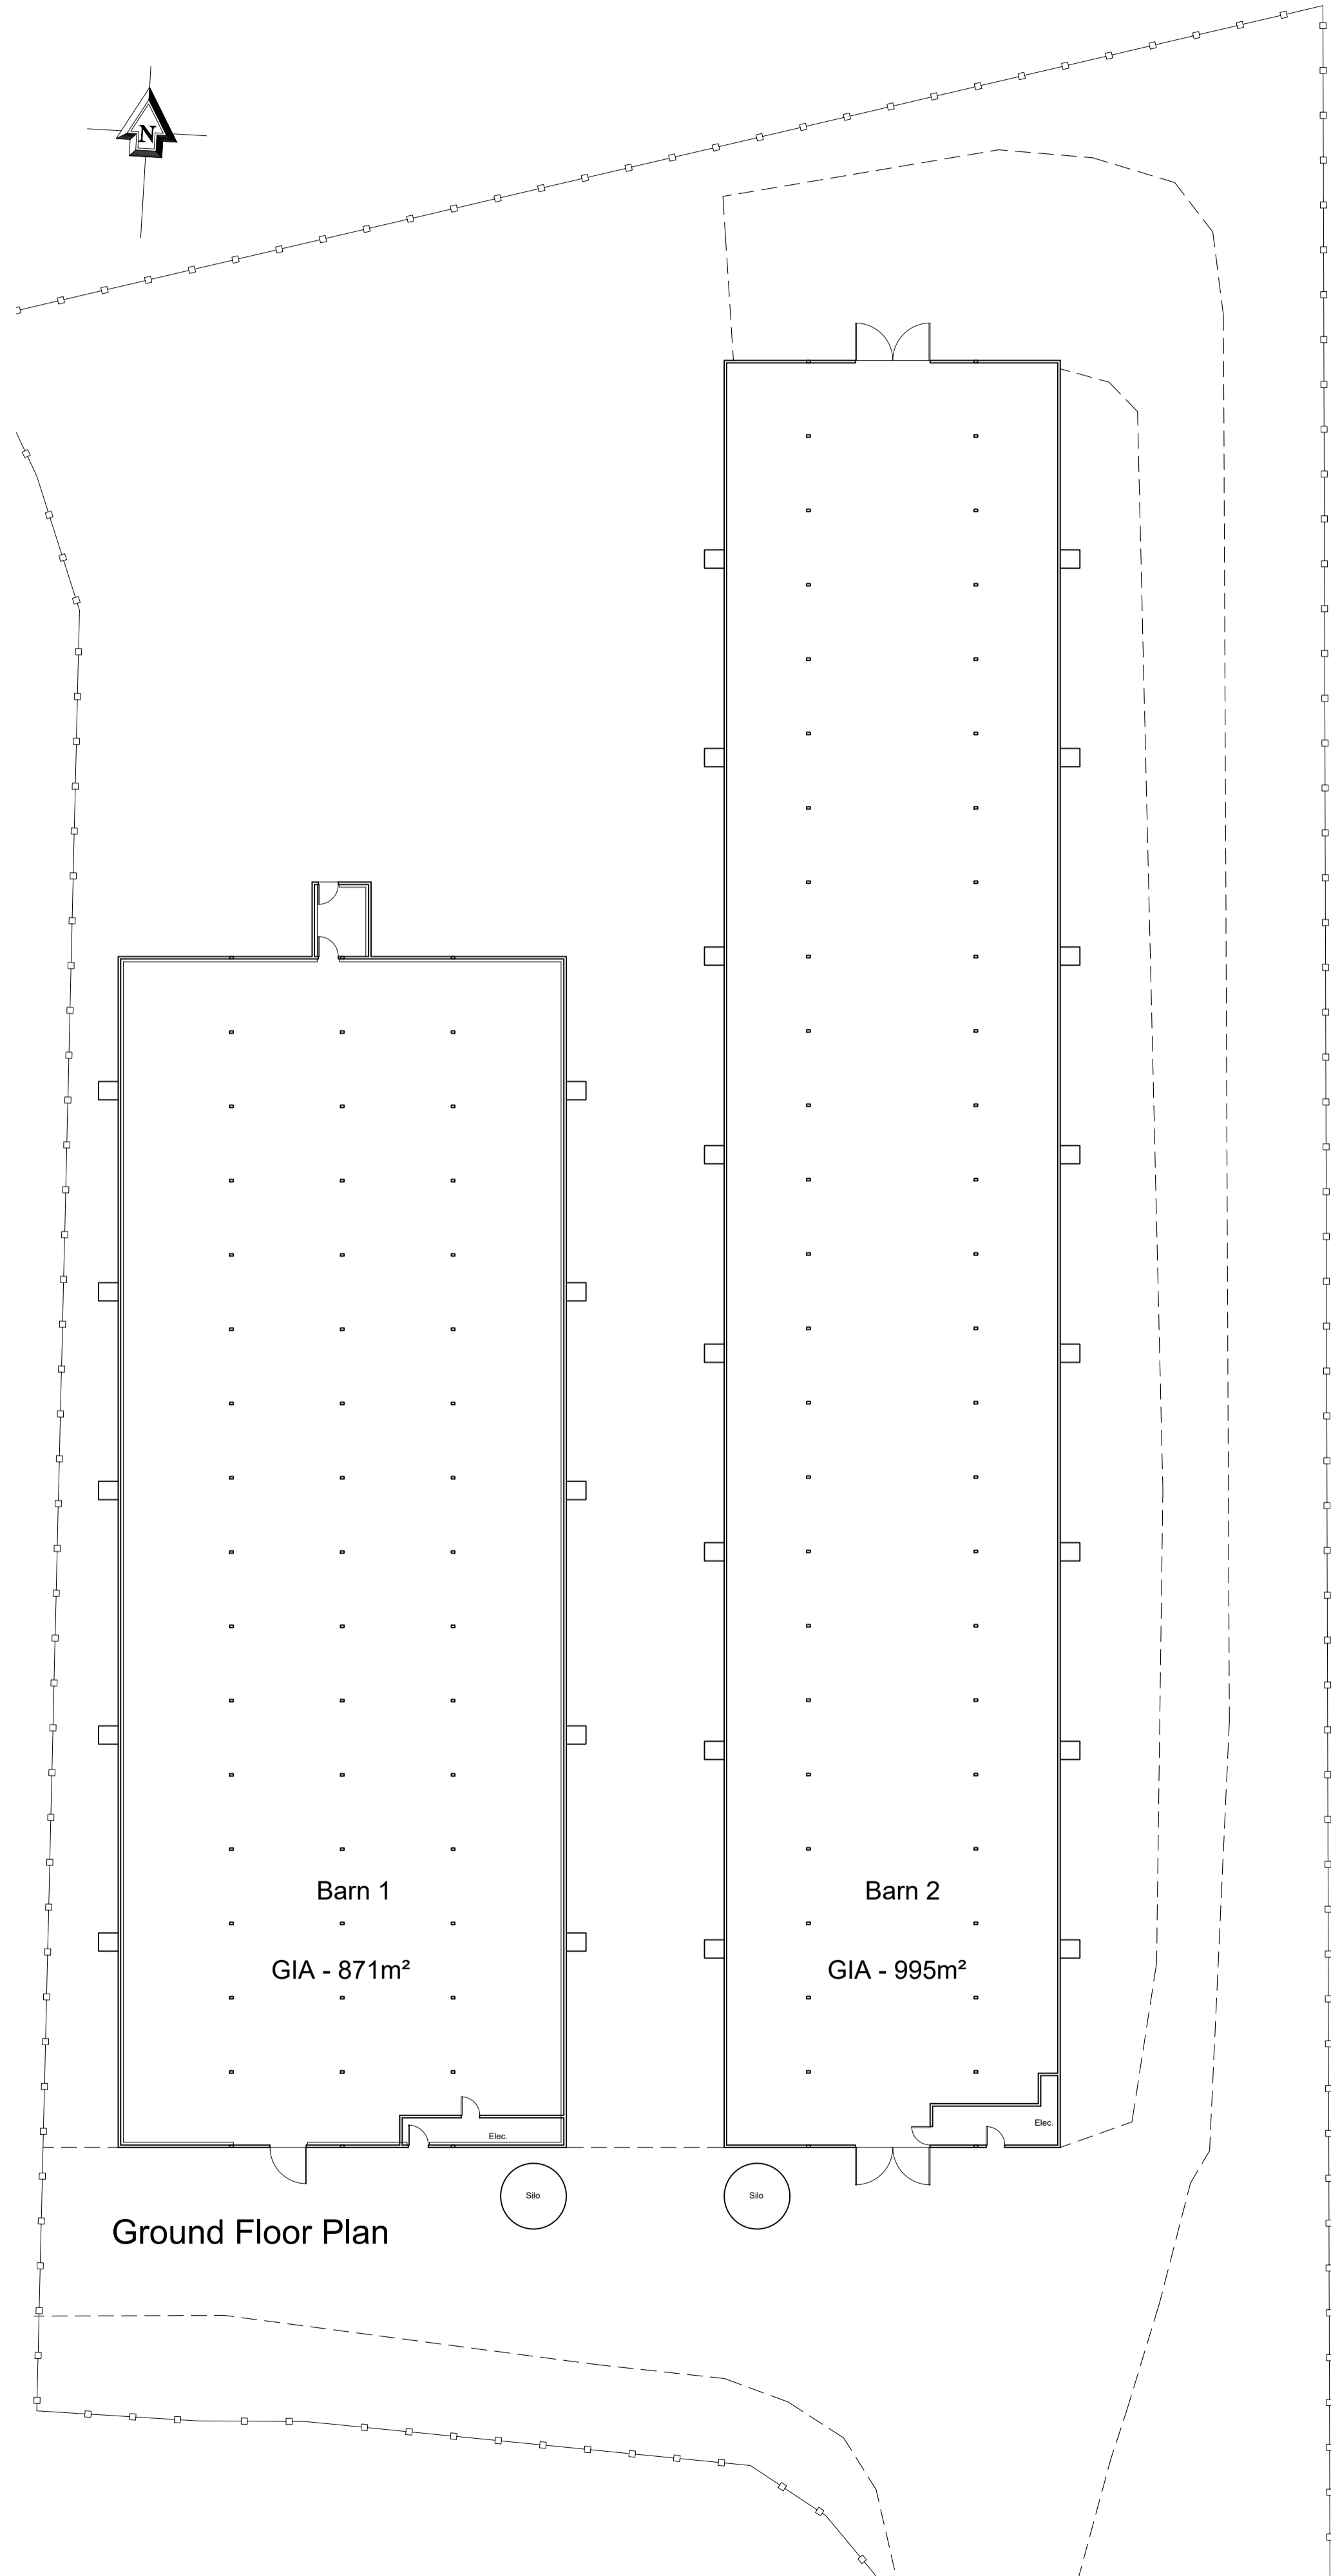 N
Barn 1
GIA - 871m²
Barn 2
GIA - 995m²
Elec.
Elec.
Silo
Silo
Ground Floor Plan